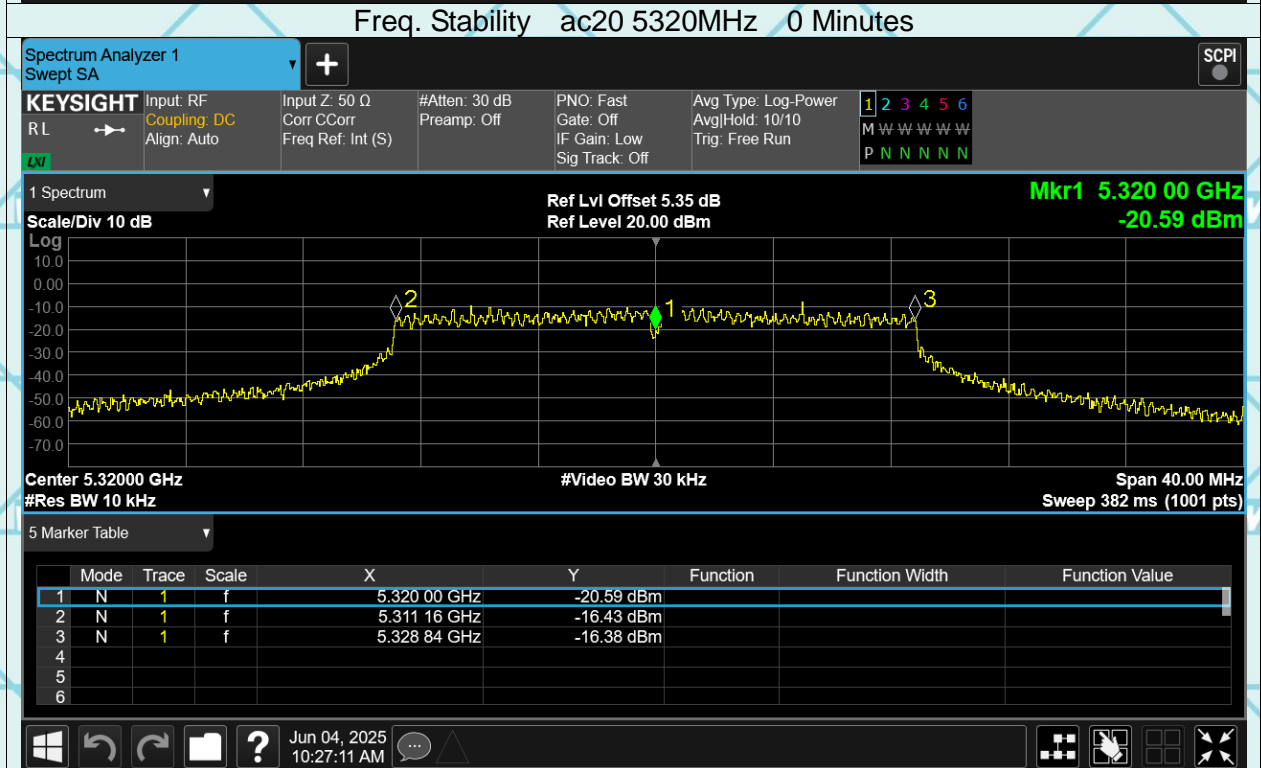 Freq. Stability ac20 5320MHz 0 Minutes
Spectrum Analyzer 1
Swept SA
+
SCPI
KEYSIGHT
RL
LXI
Input: RF
Coupling: DC
Align: Auto
Input Z: 50 Ω
Corr CCorr
Freq Ref: Int (S)
#Atten: 30 dB
Preamp: Off
PNO: Fast
Gate: Off
IF Gain: Low
Sig Track: Off
Avg Type: Log-Power
Avg|Hold: 10/10
Trig: Free Run
1 2 3 4 5 6
M W W W W W W
P N N N N N
1 Spectrum
Scale/Div 10 dB
Ref Lvl Offset 5.35 dB
Ref Level 20.00 dBm
Mkr1 5.320 00 GHz
-20.59 dBm
Log
10.0
0.00
-10.0
-20.0
-30.0
-40.0
-50.0
-60.0
-70.0
2
1
3
Center 5.32000 GHz
#Video BW 30 kHz
Span 40.00 MHz
#Res BW 10 kHz
Sweep 382 ms (1001 pts)
5 Marker Table
Mode Trace Scale X Y Function Function Width Function Value
1 N 1 f 5.320 00 GHz -20.59 dBm
2 N 1 f 5.311 16 GHz -16.43 dBm
3 N 1 f 5.328 84 GHz -16.38 dBm
4
5
6
?
Jun 04, 2025
10:27:11 AM